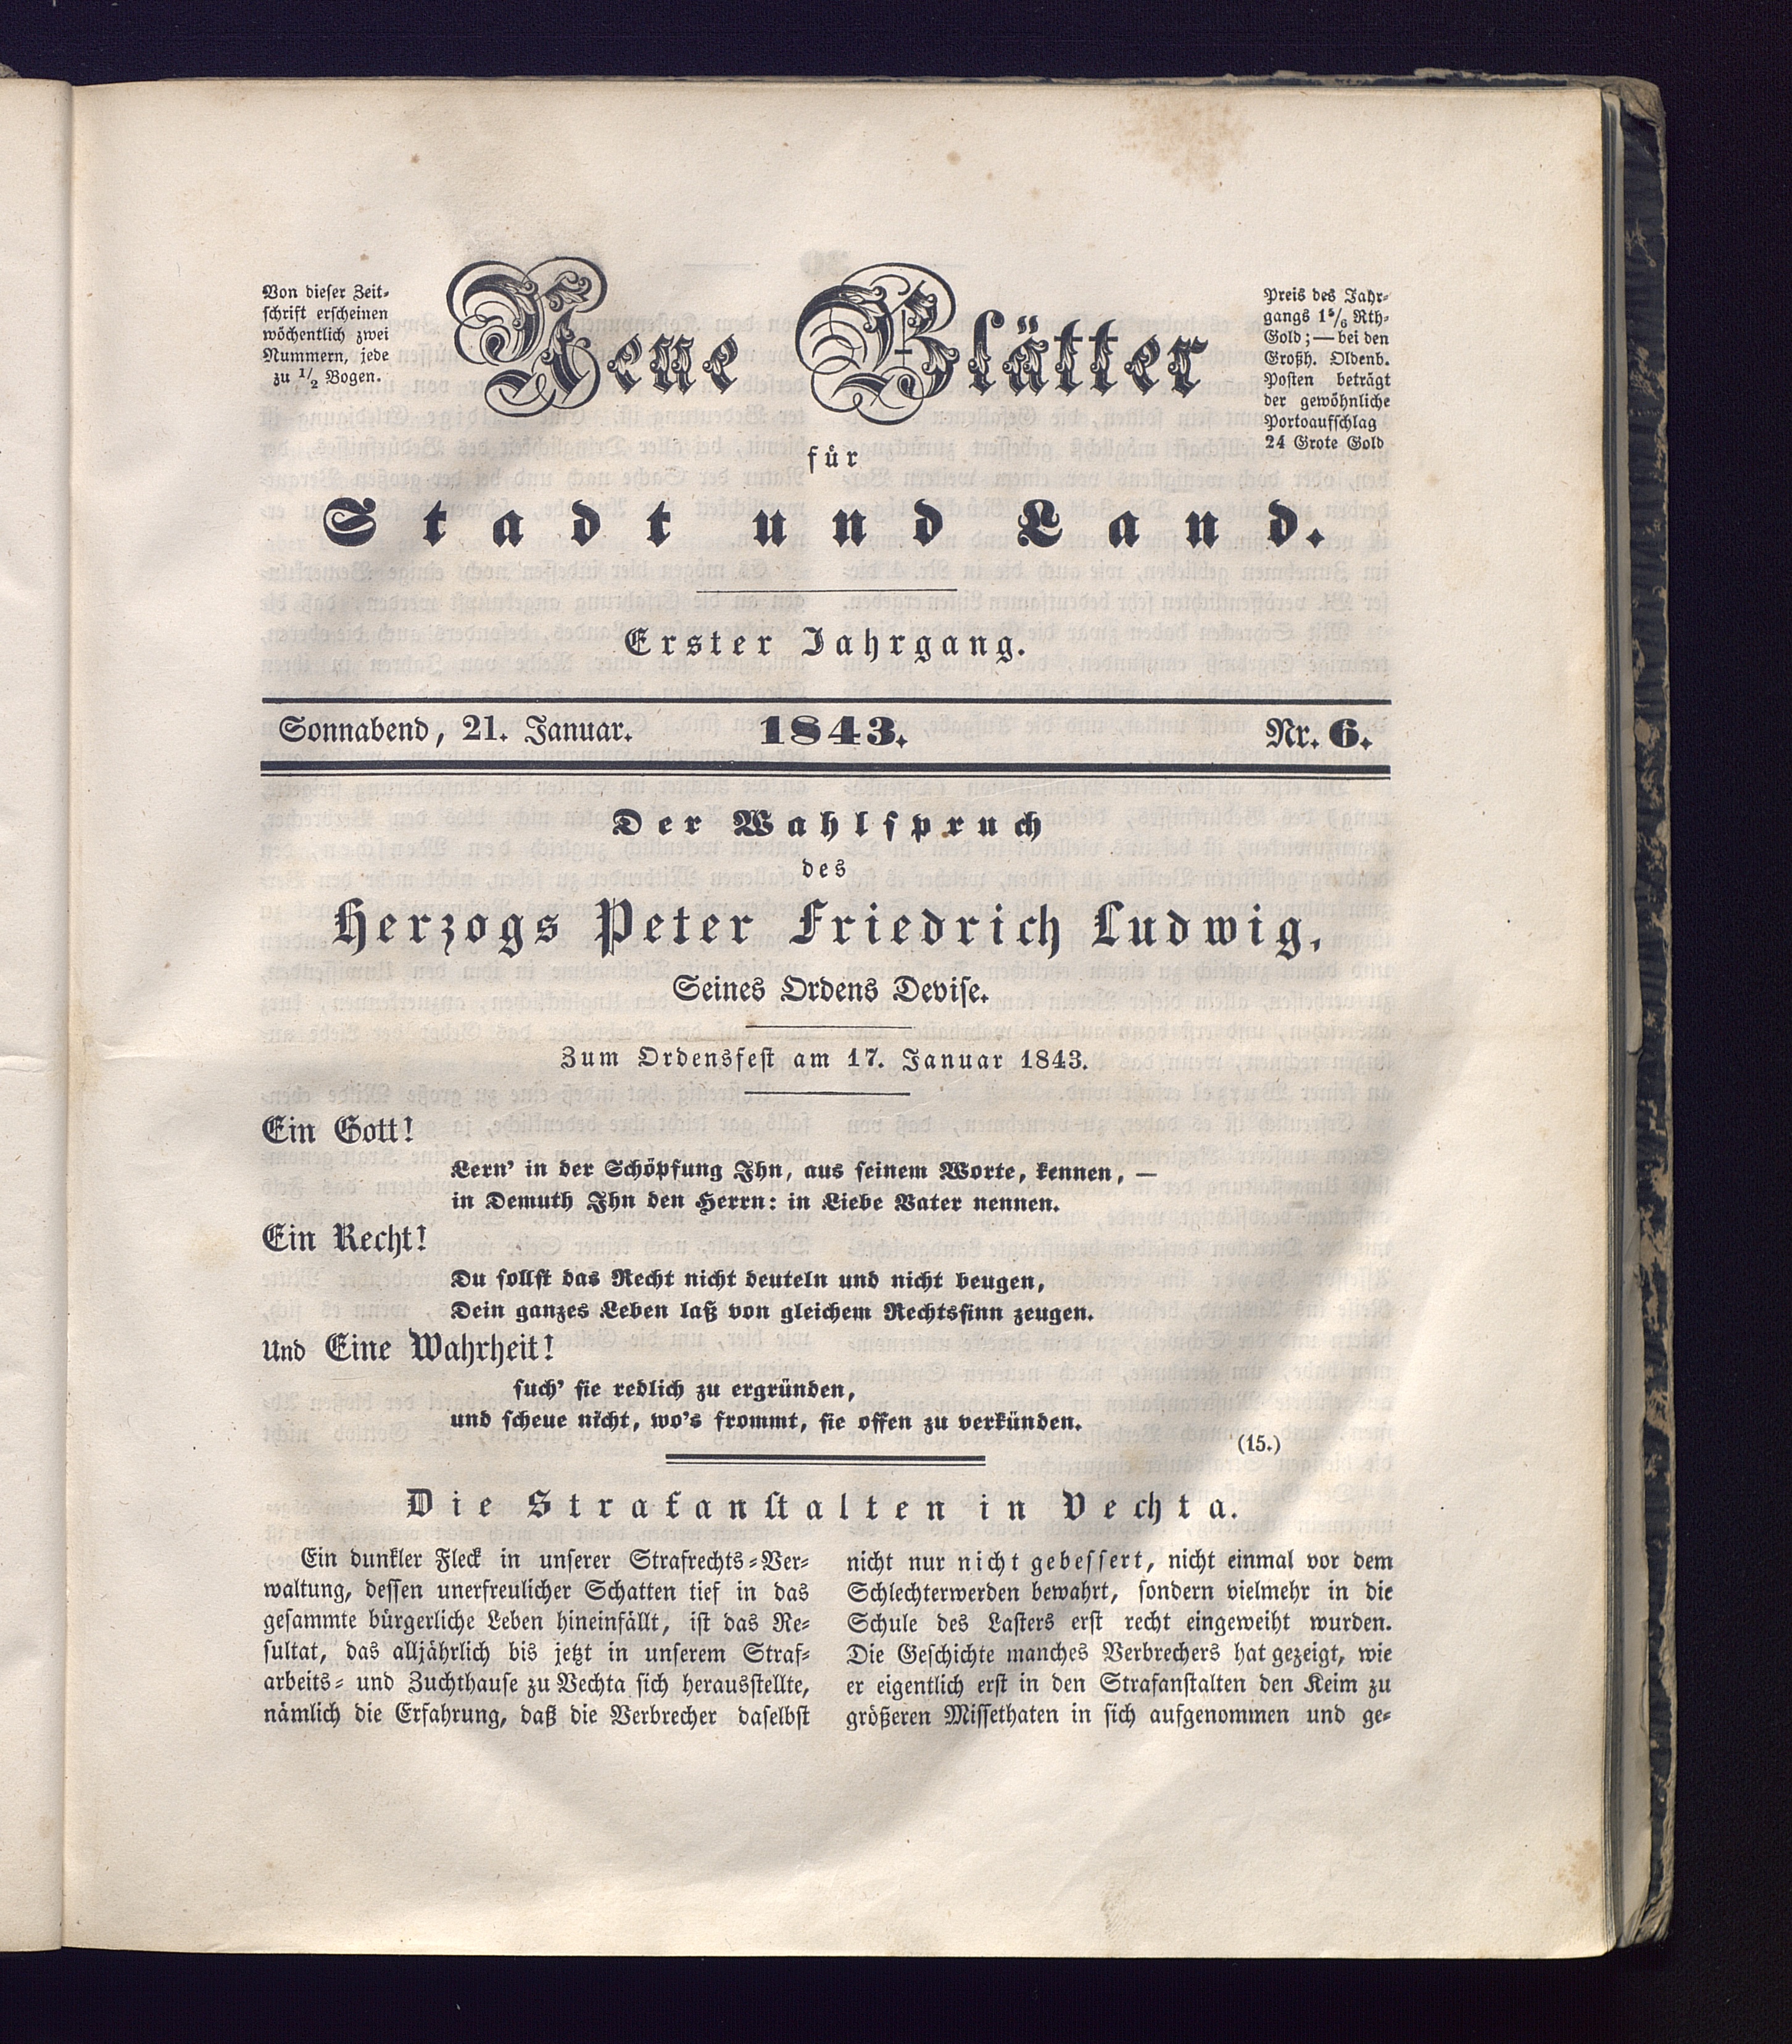 Von dieser Zeit-
schrift erscheinen
wöchentlich zwei
Nummern, jede
zu 1/2 Bogen.
Neue Blätter
Preis des Jahr-
gangs 1 5/6 Rth-
Gold; — bei den
Großh. Oldenb.
Posten beträgt
der gewöhnliche
Portoaufschlag
24 Grote Gold
für
Stadt und Land.
Erster Jahrgang.
Sonnabend, 21. Januar. 1843. Nr. 6.
Der Wahlspruch
des
Herzogs Peter Friedrich Ludwig,
Seines Ordens Devise.
Zum Ordensfest am 17. Januar 1843.
Ein Gott!
Lern' in der Schöpfung Ihn, aus seinem Worte, kennen, —
in Demuth Ihn den Herrn: in Liebe Vater nennen.
Ein Recht!
Du sollst das Recht nicht deuteln und nicht beugen,
Dein ganzes Leben laß von gleichem Rechtssinn zeugen.
Und Eine Wahrheit!
such' sie redlich zu ergründen,
und scheue nicht, wo's frommt, sie offen zu verkünden.
(15.)
Die Strafanstalten in Vechta.
Ein dunkler Fleck in unserer Strafrechts-Ver-
waltung, dessen unerfreulicher Schatten tief in das
gesammte bürgerliche Leben hineinfällt, ist das Re-
sultat, das alljährlich bis jetzt in unserem Straf-
arbeits- und Zuchthause zu Vechta sich herausstellte,
nämlich die Erfahrung, daß die Verbrecher daselbst
nicht nur nicht gebessert, nicht einmal vor dem
Schlechterwerden bewahrt, sondern vielmehr in die
Schule des Lasters erst recht eingeweiht wurden.
Die Geschichte manches Verbrechers hat gezeigt, wie
er eigentlich erst in den Strafanstalten den Keim zu
größeren Missethaten in sich aufgenommen und ge-